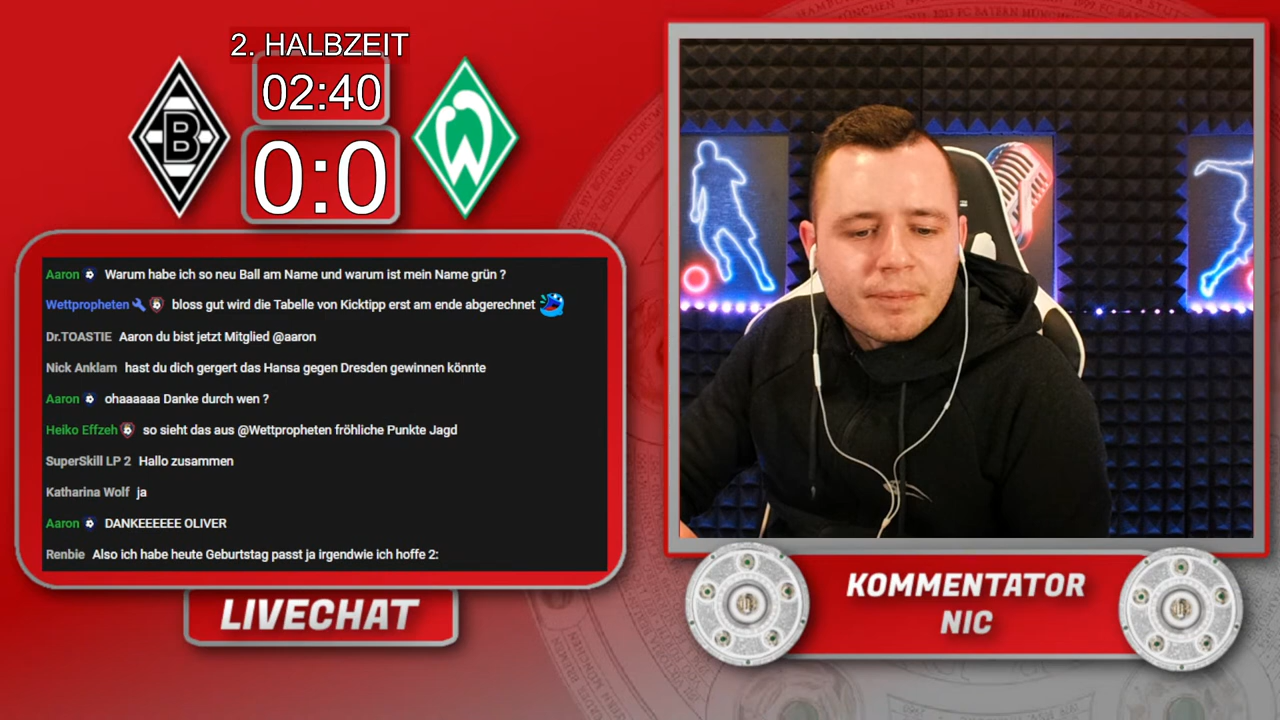 2. HALBZEIT
02:40
0:0
B
W
Aaron Warum habe ich so neu Ball am Name und warum ist mein Name grün ?
Wettpropheten bloss gut wird die Tabelle von Kicktipp erst am ende abgerechnet
Dr.TOASTIE Aaron du bist jetzt Mitglied @aaron
Nick Anklam hast du dich gergert das Hansa gegen Dresden gewinnen könnte
Aaron ohaaaaaa Danke durch wen ?
Heiko Effzeh so sieht das aus @Wettpropheten fröhliche Punkte Jagd
SuperSkill LP 2 Hallo zusammen
Katharina Wolf ja
Aaron DANKEEEEEE OLIVER
Renbie Also ich habe heute Geburtstag passt ja irgendwie ich hoffe 2:
LIVECHAT
KOMMENTATOR
NIC